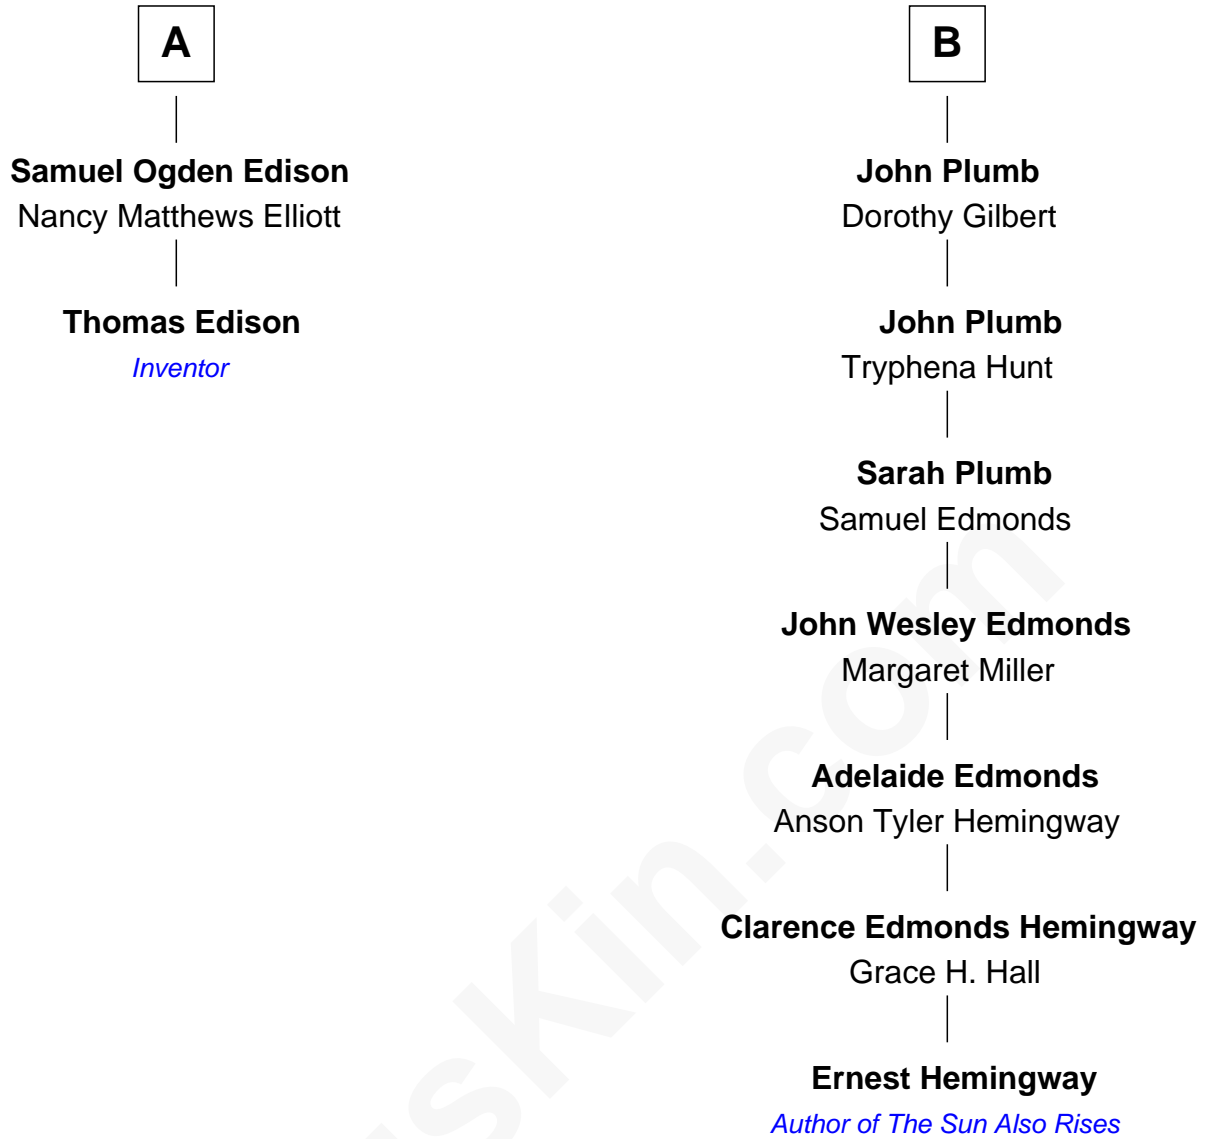 A
Samuel Ogden Edison
Nancy Matthews Elliott
Thomas Edison
Inventor
B
John Plumb
Dorothy Gilbert
John Plumb
Tryphena Hunt
Sarah Plumb
Samuel Edmonds
John Wesley Edmonds
Margaret Miller
Adelaide Edmonds
Anson Tyler Hemingway
Clarence Edmonds Hemingway
Grace H. Hall
Ernest Hemingway
Author of The Sun Also Rises
sKin.com